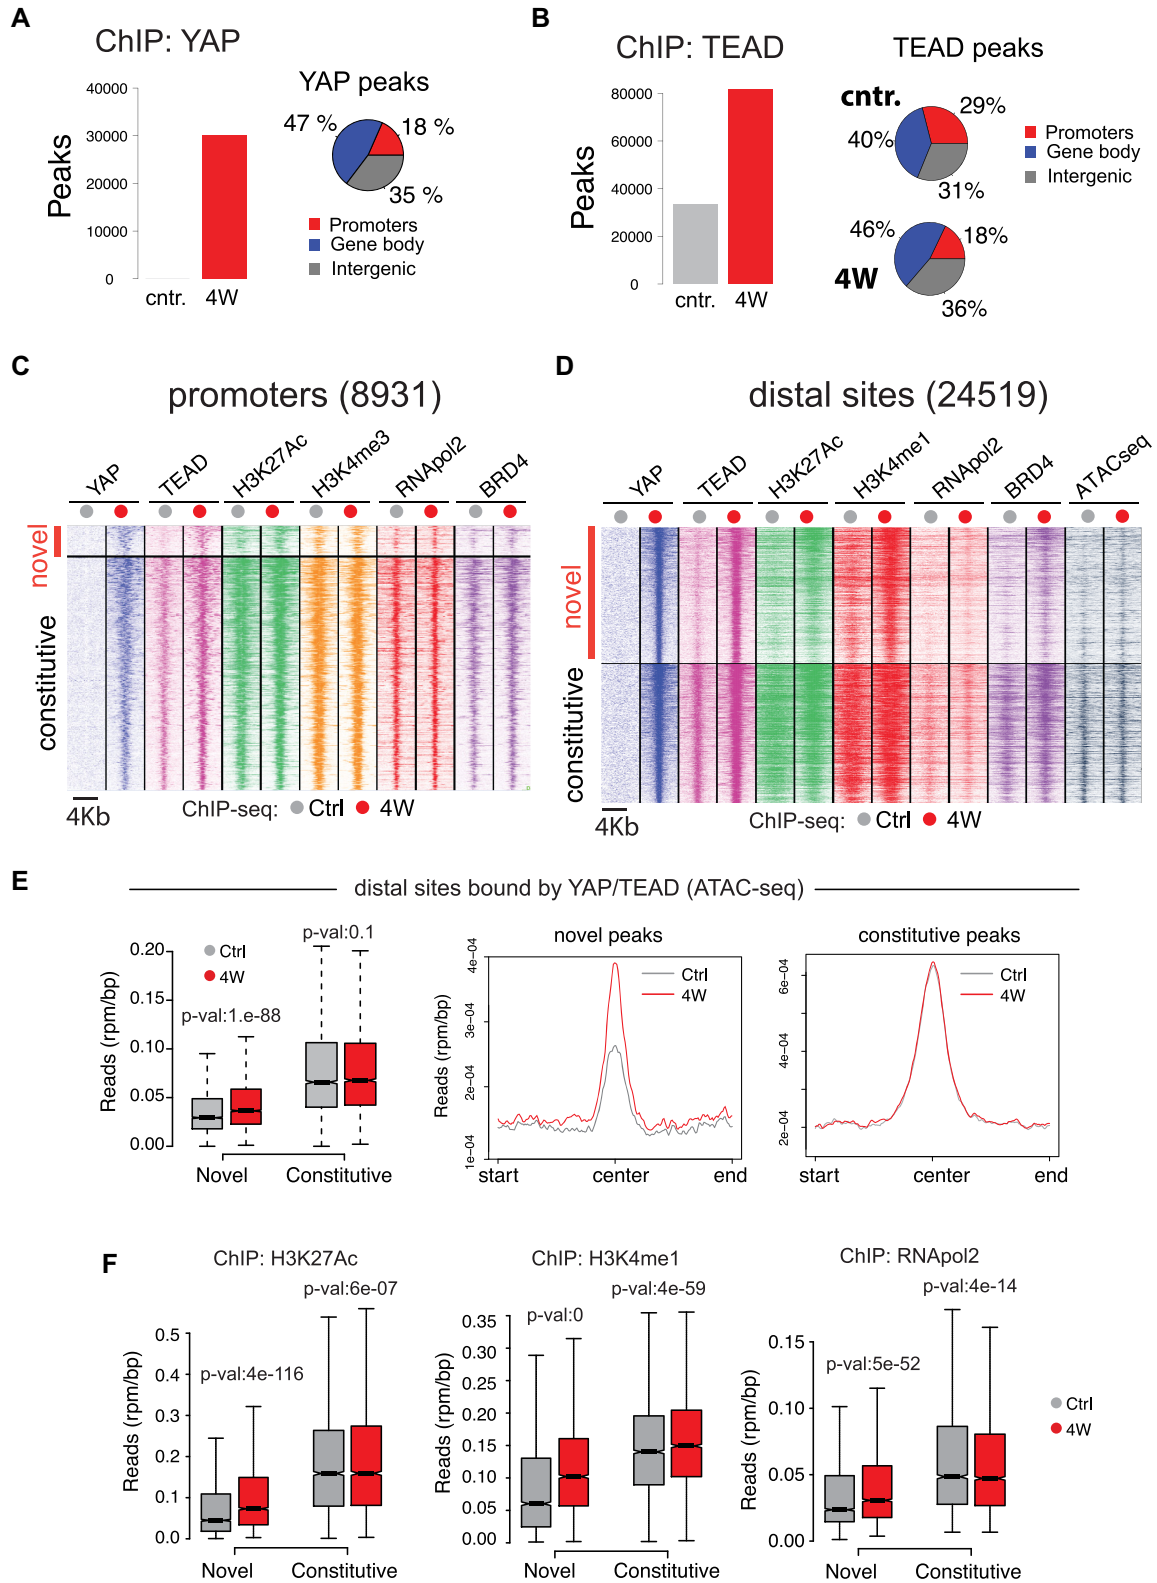 A
ChIP: YAP
Peaks
40000
30000
20000
10000
0
cntr.
4W
YAP peaks
47 %
18 %
35 %
Promoters
Gene body
Intergenic
B
ChIP: TEAD
Peaks
80000
60000
40000
20000
0
cntr.
4W
TEAD peaks
cntr.
29%
40%
31%
46%
18%
4W
36%
Promoters
Gene body
Intergenic
C
promoters (8931)
YAP
TEAD
H3K27Ac
H3K4me3
RNApol2
BRD4
novel
constitutive
4Kb
ChIP-seq: Ctrl 4W
D
distal sites (24519)
YAP
TEAD
H3K27Ac
H3K4me1
RNApol2
BRD4
ATACseq
novel
constitutive
4Kb
ChIP-seq: Ctrl 4W
E
distal sites bound by YAP/TEAD (ATAC-seq)
Reads (rpm/bp)
0.20
0.15
0.10
0.05
0.00
Ctrl
4W
p-val:0.1
p-val:1.e-88
Novel
Constitutive
novel peaks
Reads (rpm/bp)
4e-04
3e-04
2e-04
1e-04
Ctrl
4W
start
center
end
constitutive peaks
6e-04
4e-04
2e-04
Ctrl
4W
start
center
end
F
ChIP: H3K27Ac
p-val:6e-07
p-val:4e-116
Reads (rpm/bp)
0.5
0.4
0.3
0.2
0.1
0.0
Novel
Constitutive
ChIP: H3K4me1
p-val:4e-59
p-val:0
Reads (rpm/bp)
0.35
0.30
0.25
0.20
0.15
0.10
0.05
0.00
Novel
Constitutive
ChIP: RNApol2
p-val:4e-14
p-val:5e-52
Reads (rpm/bp)
0.15
0.10
0.05
0.00
Novel
Constitutive
Ctrl
4W